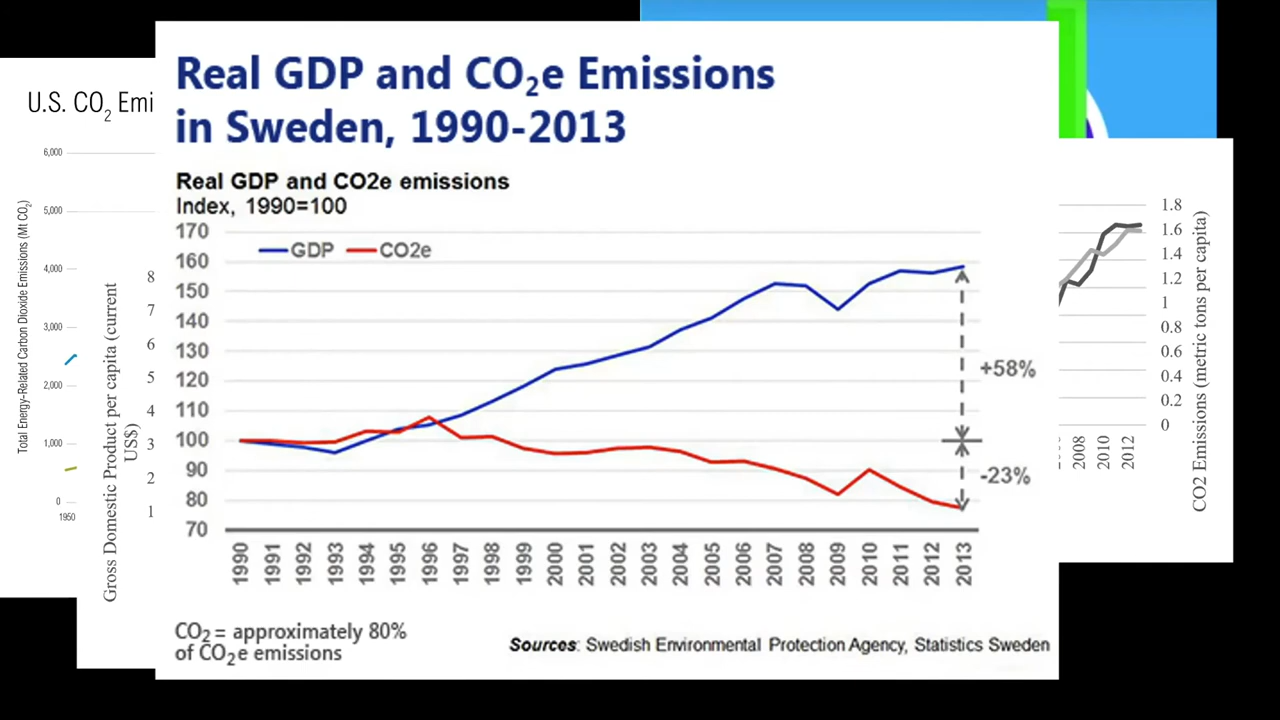 Real GDP and CO2e Emissions
in Sweden, 1990-2013
Real GDP and CO2e emissions
Index, 1990=100
GDP CO2e
170
160
150
140
130
120
110
100
90
80
70
+58%
-23%
1990 1991 1992 1993 1994 1995 1996 1997 1998 1999 2000 2001 2002 2003 2004 2005 2006 2007 2008 2009 2010 2011 2012 2013
CO2 = approximately 80%
of CO2e emissions
Sources: Swedish Environmental Protection Agency, Statistics Sweden
U.S. CO2 Emi
Total Energy-Related Carbon Dioxide Emissions (Mt CO2)
6,000
5,000
4,000
3,000
2,000
1,000
0
1950
Gross Domestic Product per capita (current
US$)
8
7
6
5
4
3
2
1
1.8
1.6
1.4
1.2
1
0.8
0.6
0.4
0.2
0
2008 2010 2012
CO2 Emissions (metric tons per capita)